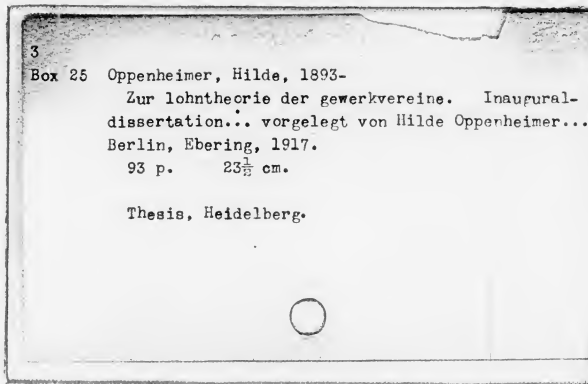 3
Box 25 Oppenheimer, Hilde, 1893-
Zur lohntheorie der gewerkvereine. Inaugural-
dissertation... vorgelegt von Hilde Oppenheimer...
Berlin, Ebering, 1917.
93 p. 23½ cm.
Thesis, Heidelberg.